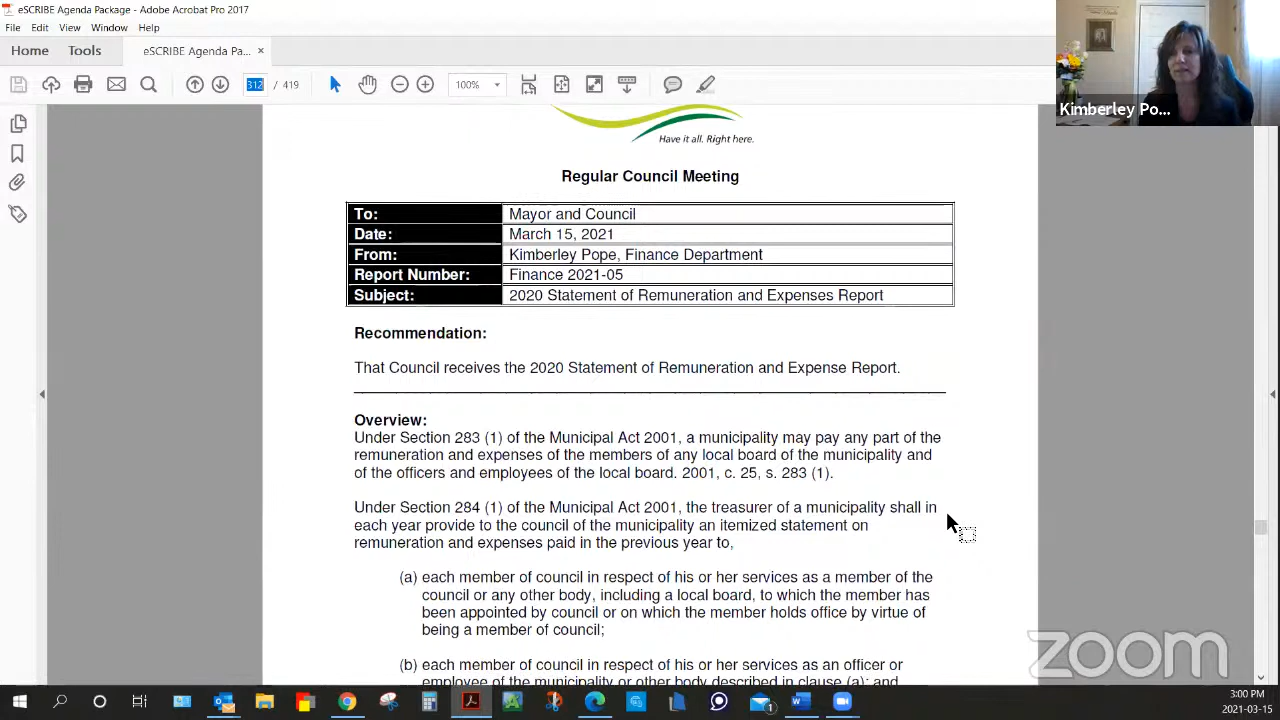 eSCRIBE Agenda Package - Adobe Acrobat Pro 2017
File Edit View Window Help
Home Tools eSCRIBE Agenda Pa... ×
312 / 419 100%
Kimberley Po...
Have it all. Right here.
Regular Council Meeting
To: Mayor and Council
Date: March 15, 2021
From: Kimberley Pope, Finance Department
Report Number: Finance 2021-05
Subject: 2020 Statement of Remuneration and Expenses Report
Recommendation:
That Council receives the 2020 Statement of Remuneration and Expense Report.
Overview:
Under Section 283 (1) of the Municipal Act 2001, a municipality may pay any part of the
remuneration and expenses of the members of any local board of the municipality and
of the officers and employees of the local board. 2001, c. 25, s. 283 (1).
Under Section 284 (1) of the Municipal Act 2001, the treasurer of a municipality shall in
each year provide to the council of the municipality an itemized statement on
remuneration and expenses paid in the previous year to,
(a) each member of council in respect of his or her services as a member of the
council or any other body, including a local board, to which the member has
been appointed by council or on which the member holds office by virtue of
being a member of council;
(b) each member of council in respect of his or her services as an officer or
employee of the municipality or other body described in clause (a); and
zoom
3:00 PM
2021-03-15